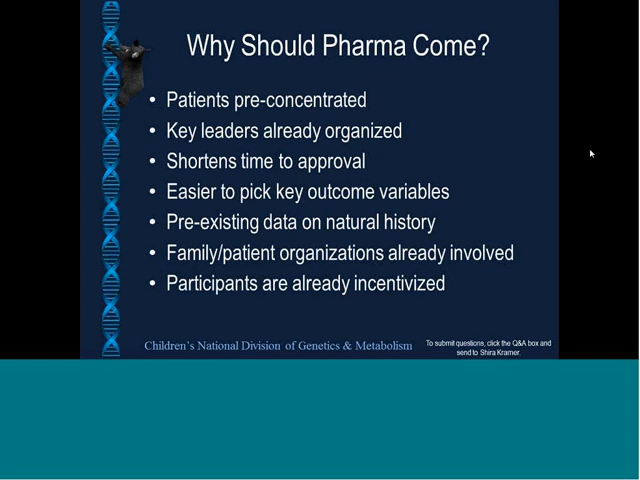 Why Should Pharma Come?
• Patients pre-concentrated
• Key leaders already organized
• Shortens time to approval
• Easier to pick key outcome variables
• Pre-existing data on natural history
• Family/patient organizations already involved
• Participants are already incentivized
Children's National Division of Genetics & Metabolism
To submit questions, click the Q&A box and
send to Shira Kramer.